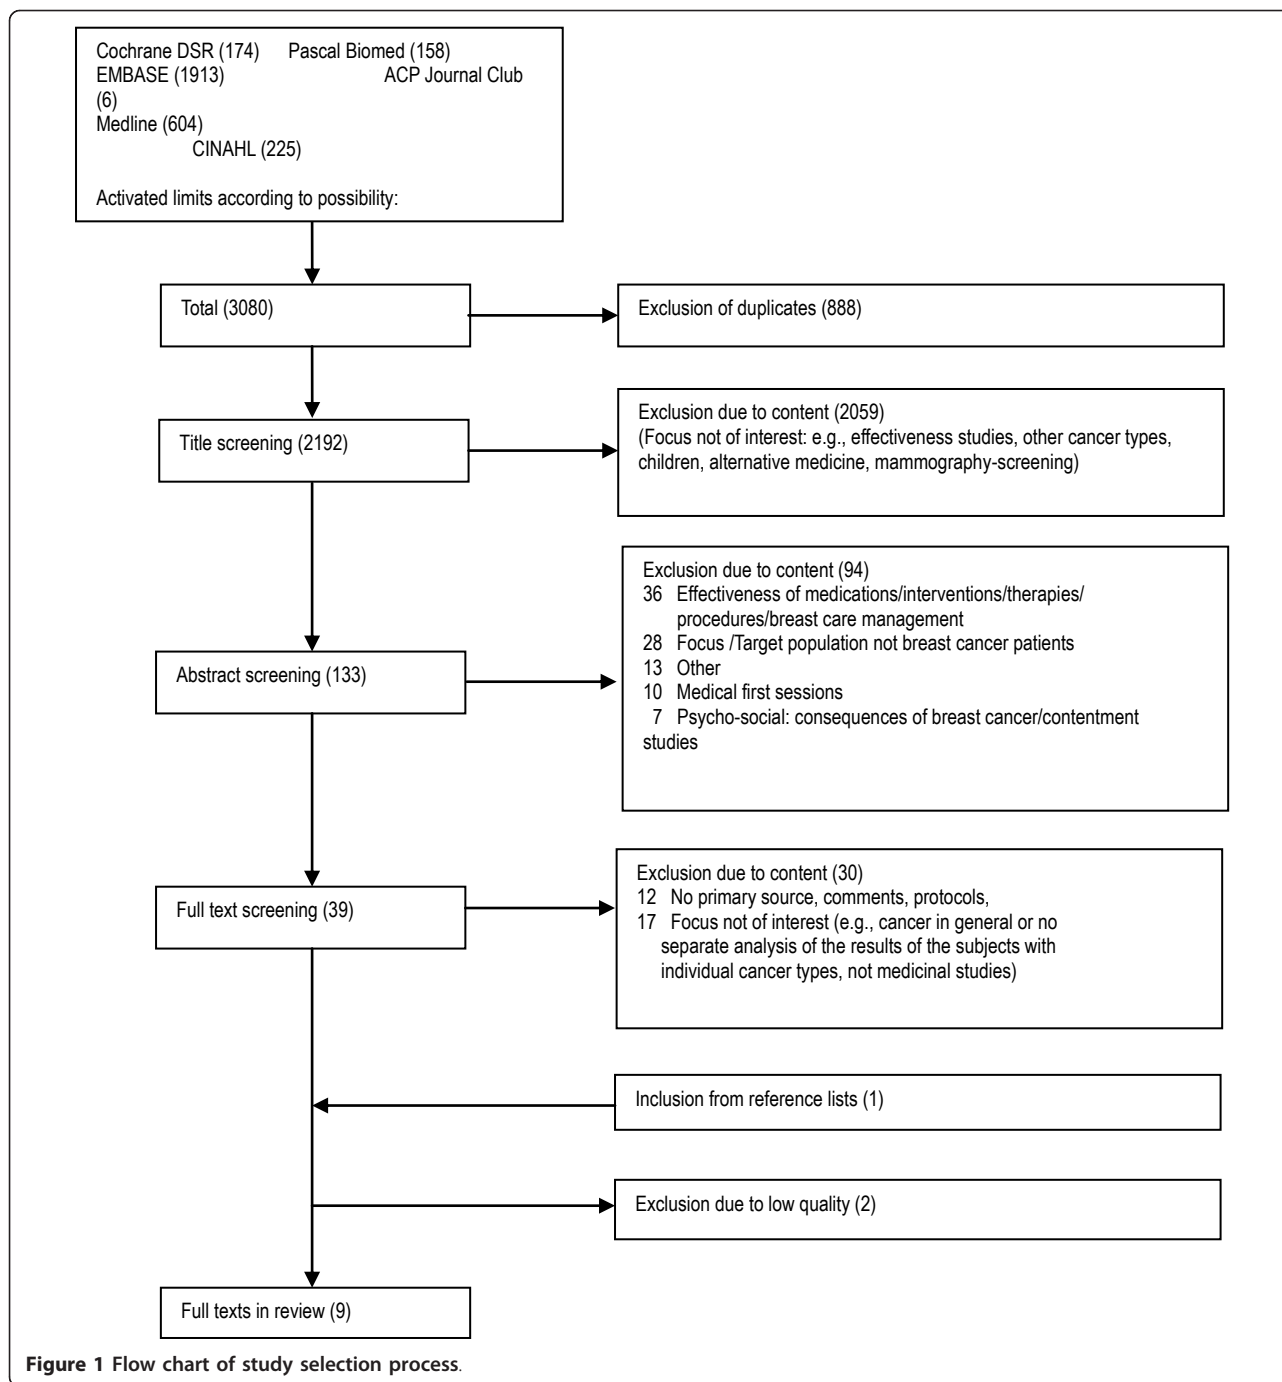 Cochrane DSR (174) Pascal Biomed (158)
EMBASE (1913) ACP Journal Club
(6)
Medline (604)
CINAHL (225)
Activated limits according to possibility:
Total (3080)
Exclusion of duplicates (888)
Title screening (2192)
Exclusion due to content (2059)
(Focus not of interest: e.g., effectiveness studies, other cancer types,
children, alternative medicine, mammography-screening)
Abstract screening (133)
Exclusion due to content (94)
36 Effectiveness of medications/interventions/therapies/
procedures/breast care management
28 Focus /Target population not breast cancer patients
13 Other
10 Medical first sessions
7 Psycho-social: consequences of breast cancer/contentment
studies
Full text screening (39)
Exclusion due to content (30)
12 No primary source, comments, protocols,
17 Focus not of interest (e.g., cancer in general or no
separate analysis of the results of the subjects with
individual cancer types, not medicinal studies)
Inclusion from reference lists (1)
Exclusion due to low quality (2)
Full texts in review (9)
Figure 1 Flow chart of study selection process.